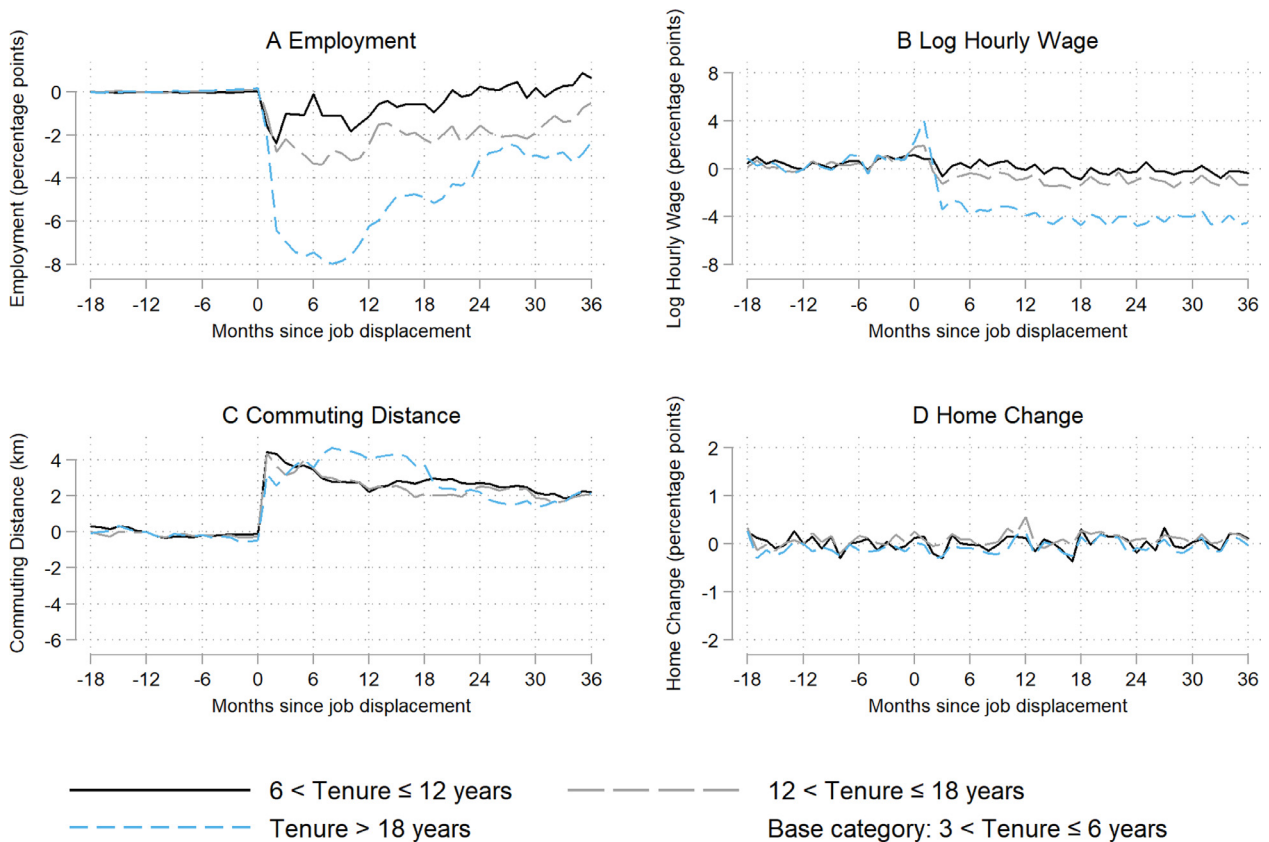 A Employment
Employment (percentage points)
0
-2
-4
-6
-8
-18 -12 -6 0 6 12 18 24 30 36
Months since job displacement
B Log Hourly Wage
Log Hourly Wage (percentage points)
8
4
0
-4
-8
-18 -12 -6 0 6 12 18 24 30 36
Months since job displacement
C Commuting Distance
Commuting Distance (km)
4
2
0
-2
-4
-6
-18 -12 -6 0 6 12 18 24 30 36
Months since job displacement
D Home Change
Home Change (percentage points)
2
1
0
-1
-2
-18 -12 -6 0 6 12 18 24 30 36
Months since job displacement
6 < Tenure ≤ 12 years
12 < Tenure ≤ 18 years
Tenure > 18 years
Base category: 3 < Tenure ≤ 6 years